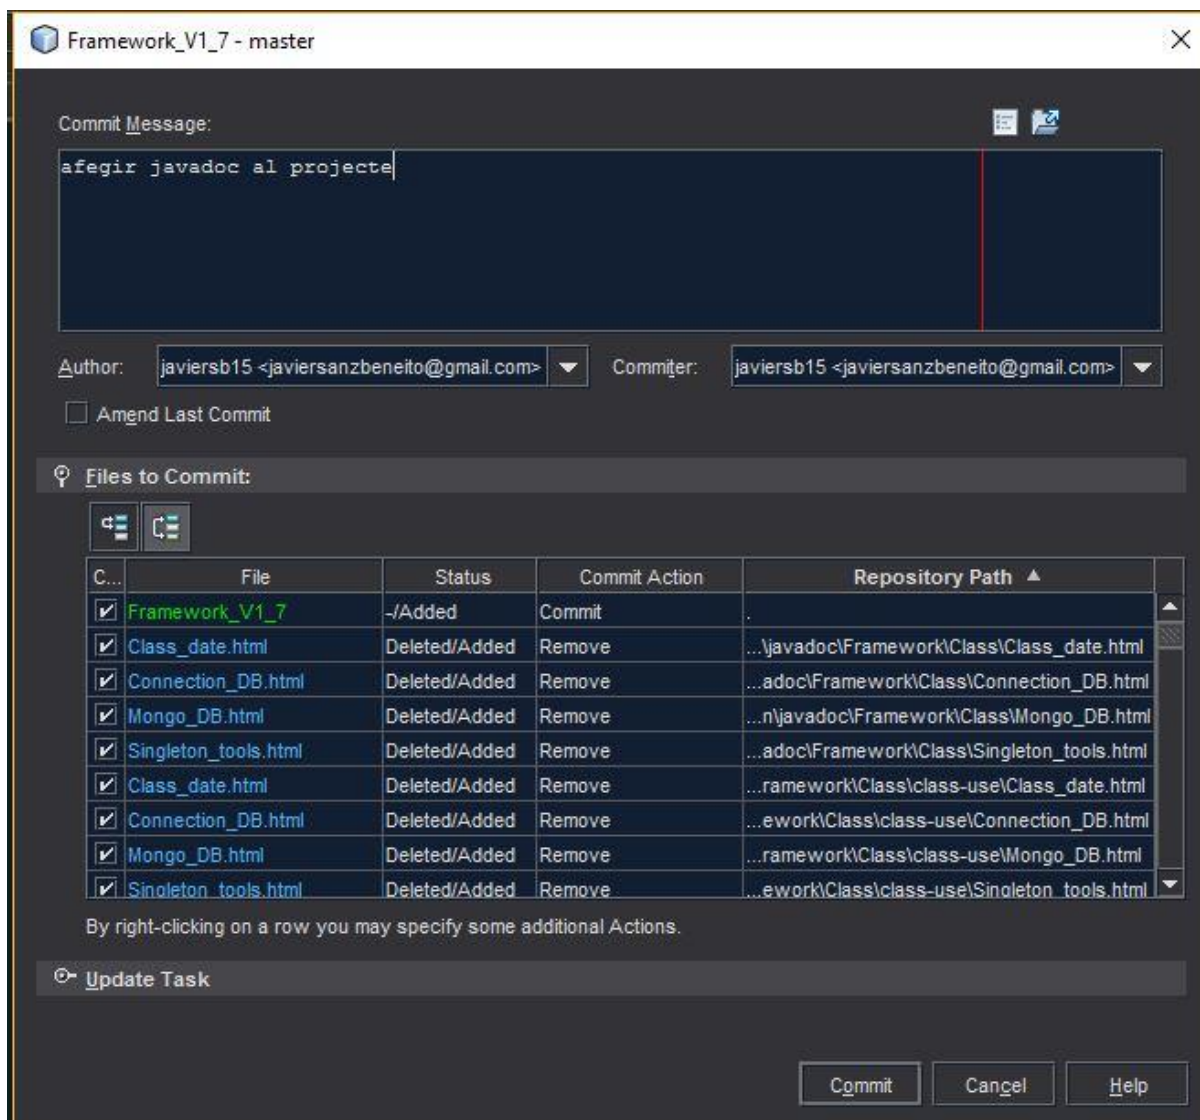 Framework_V1_7 - master
Commit Message:
afegir javadoc al projecte
Author: javiersb15 <javiersanzbeneito@gmail.com> Commiter: javiersb15 <javiersanzbeneito@gmail.com>
Amend Last Commit
Files to Commit:
C... File Status Commit Action Repository Path
Framework_V1_7 -/Added Commit .
Class_date.html Deleted/Added Remove ...\javadoc\Framework\Class\Class_date.html
Connection_DB.html Deleted/Added Remove ...adoc\Framework\Class\Connection_DB.html
Mongo_DB.html Deleted/Added Remove ...n\javadoc\Framework\Class\Mongo_DB.html
Singleton_tools.html Deleted/Added Remove ...adoc\Framework\Class\Singleton_tools.html
Class_date.html Deleted/Added Remove ...ramework\Class\class-use\Class_date.html
Connection_DB.html Deleted/Added Remove ...ework\Class\class-use\Connection_DB.html
Mongo_DB.html Deleted/Added Remove ...ramework\Class\class-use\Mongo_DB.html
Singleton_tools.html Deleted/Added Remove ...ework\Class\class-use\Singleton_tools.html
By right-clicking on a row you may specify some additional Actions.
Update Task
Commit Cancel Help